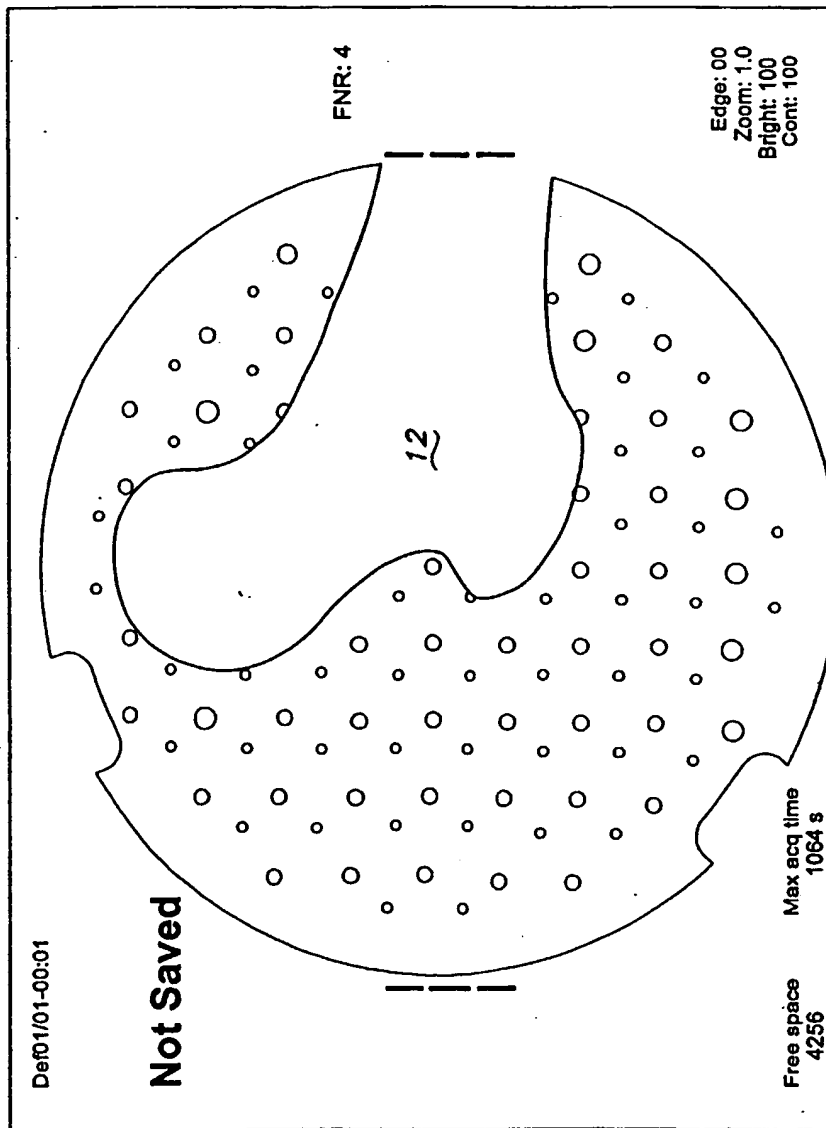 Def01/01-00:01
Not Saved
FNR: 4
12
Free space
4256
Max acq time
1064 s
Edge: 00
Zoom: 1.0
Bright: 100
Cont: 100